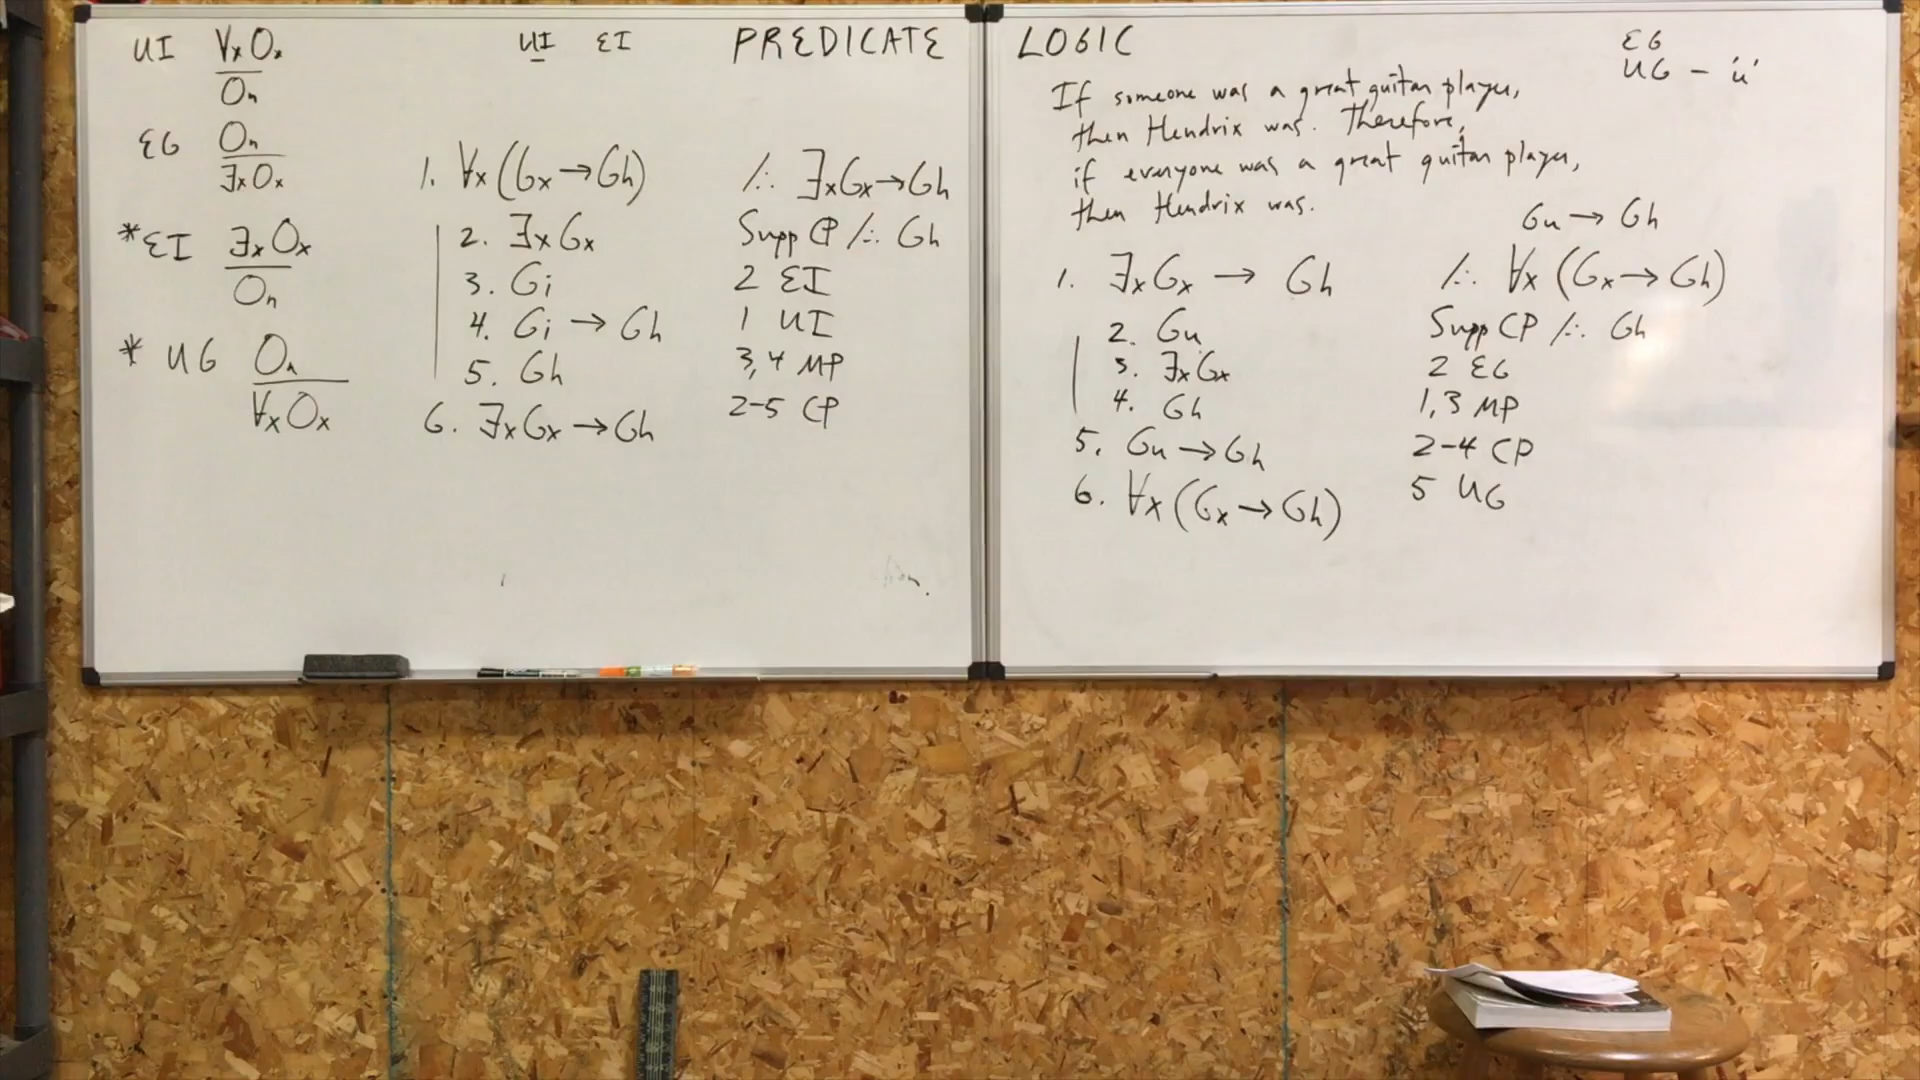 UI ∀xOx
On
EG On
∃xOx
*EI ∃xOx
On
* UG On
∀xOx
UI EI
PREDICATE
1. ∀x(Gx→Gh) /∴ ∃xGx→Gh
2. ∃xGx Supp CP /∴ Gh
3. Gi 2 EI
4. Gi → Gh 1 UI
5. Gh 3,4 MP
6. ∃xGx→Gh 2-5 CP
LOGIC
EG
UG - 'u'
If someone was a great guitar player,
then Hendrix was. Therefore,
if everyone was a great guitar player,
then Hendrix was.
Gu → Gh
1. ∃xGx → Gh /∴ ∀x (Gx→Gh)
2. Gu Supp CP /∴ Gh
3. ∃xGx 2 EG
4. Gh 1,3 MP
5. Gu→Gh 2-4 CP
6. ∀x(Gx→Gh) 5 UG